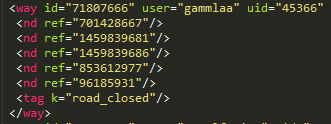 <way id="71807666" user="gammlaa" uid="45366"
<nd ref="701428667"/>
<nd ref="1459839681"/>
<nd ref="1459839686"/>
<nd ref="853612977"/>
<nd ref="96185931"/>
<tag k="road_closed"/>
</way>